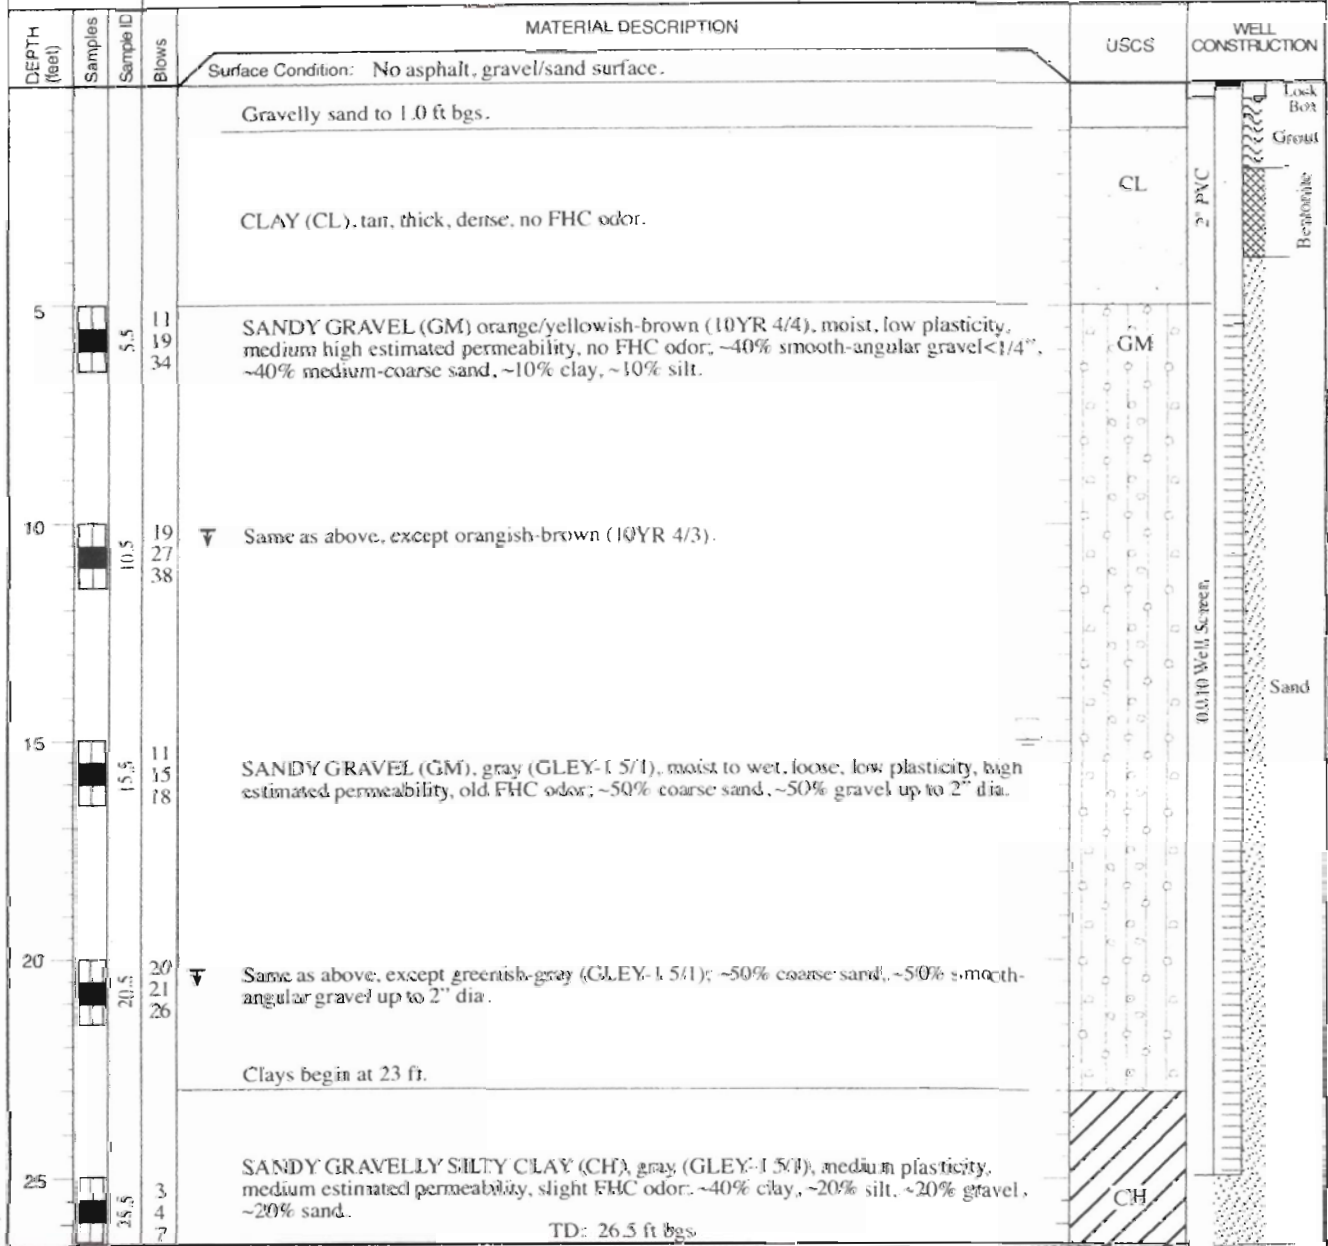 DEPTH (feet)
Samples
Sample ID
Blows
MATERIAL DESCRIPTION
USCS
WELL CONSTRUCTION
Surface Condition: No asphalt, gravel/sand surface.
Gravelly sand to 1.0 ft bgs.
Lock Box
Grout
CL
2" PVC
Bentonite
CLAY (CL), tan, thick, dense, no FHC odor.
5
5.5
11
19
34
SANDY GRAVEL (GM) orange/yellowish-brown (10YR 4/4), moist, low plasticity,
medium high estimated permeability, no FHC odor; ~40% smooth-angular gravel<1/4",
~40% medium-coarse sand, ~10% clay, ~10% silt.
GM
10
10.5
19
27
38
Same as above, except orangish-brown (10YR 4/3).
0.010 Well Screen
Sand
15
15.5
11
15
18
SANDY GRAVEL (GM), gray (GLEY-1 5/1), moist to wet, loose, low plasticity, high
estimated permeability, old FHC odor; ~50% coarse sand, ~50% gravel up to 2" dia.
20
20.5
20
21
26
Same as above, except greenish-gray (GLEY-1 5/1); ~50% coarse sand, ~50% smooth-
angular gravel up to 2" dia.
Clays begin at 23 ft.
25
25.5
3
4
7
SANDY GRAVELLY SILTY CLAY (CH), gray (GLEY-1 5/1), medium plasticity,
medium estimated permeability, slight FHC odor; ~40% clay, ~20% silt, ~20% gravel,
~20% sand.
CH
TD: 26.5 ft bgs